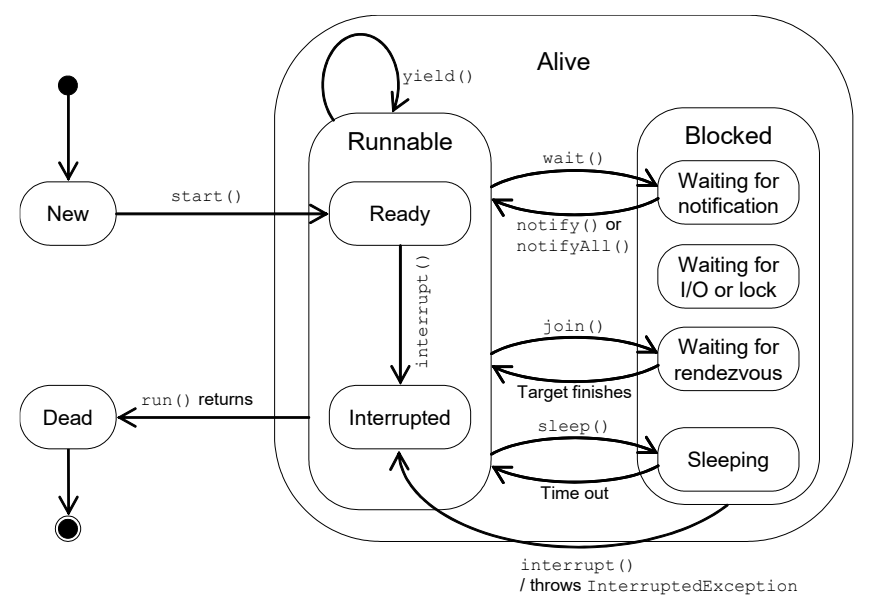 Alive
yield()
Runnable
Blocked
wait()
Waiting for
notification
New
start()
Ready
notify() or
notifyAll()
interrupt()
Waiting for
I/O or lock
join()
Waiting for
rendezvous
Target finishes
Dead
run() returns
Interrupted
sleep()
Sleeping
Time out
interrupt()
/ throws InterruptedException